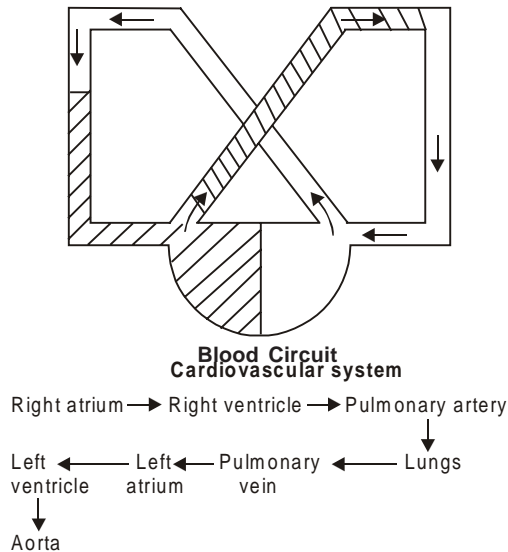 Blood Circuit
Cardiovascular system
Right atrium Right ventricle Pulmonary artery
Left Left Pulmonary Lungs
ventricle atrium vein
Aorta